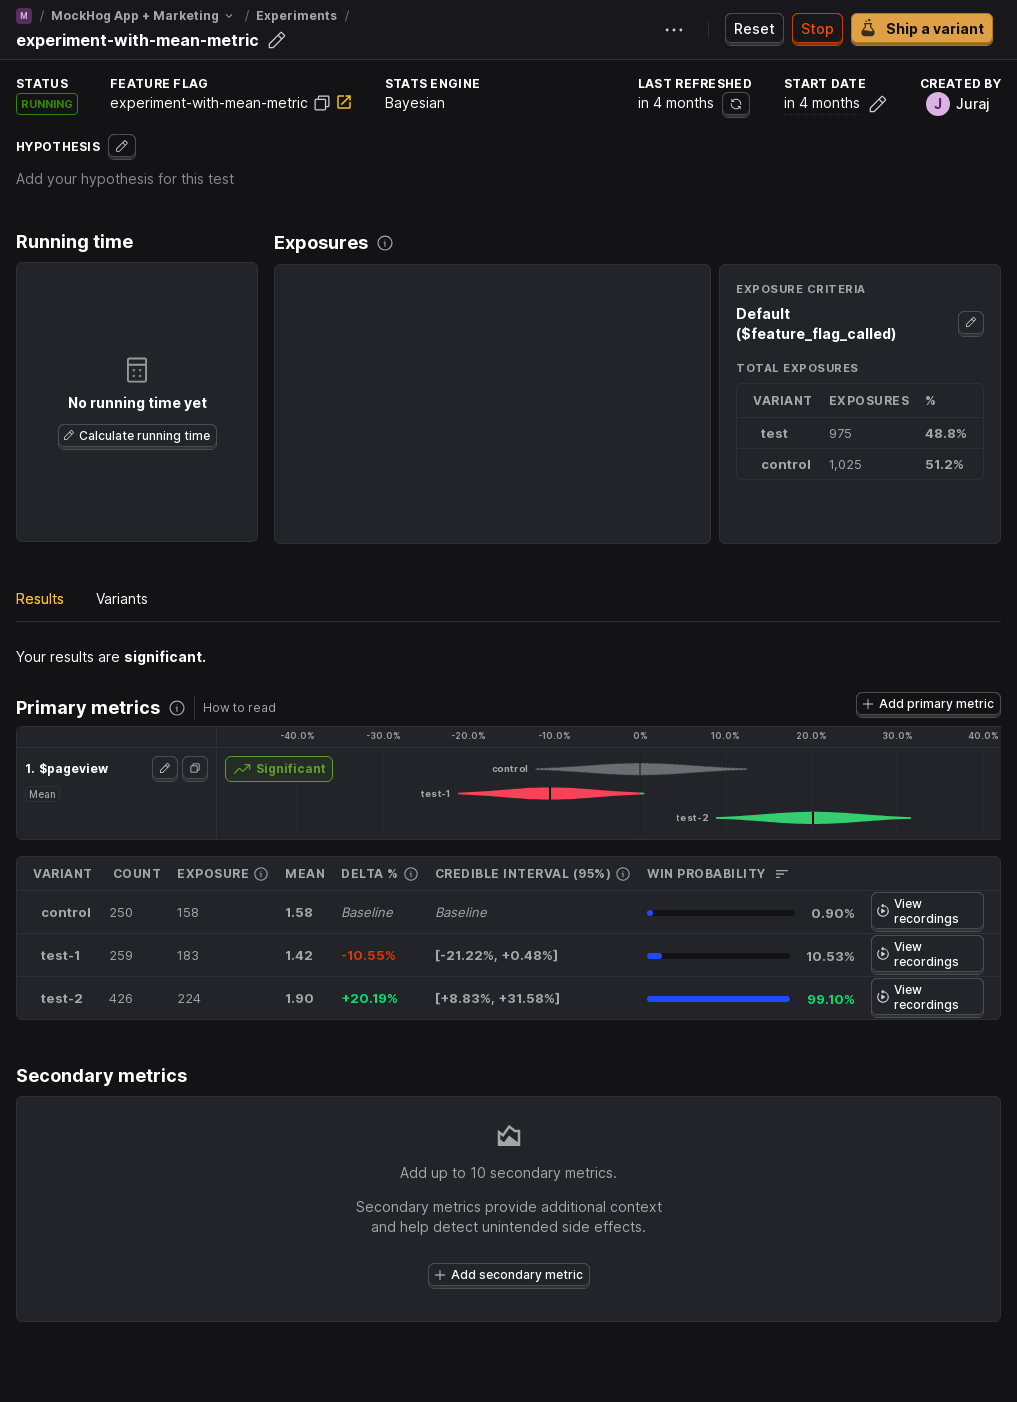 M / MockHog App + Marketing / Experiments /
experiment-with-mean-metric
Reset Stop Ship a variant
STATUS FEATURE FLAG STATS ENGINE LAST REFRESHED START DATE CREATED BY
RUNNING experiment-with-mean-metric Bayesian in 4 months in 4 months J Juraj
HYPOTHESIS
Add your hypothesis for this test
Running time Exposures
No running time yet
Calculate running time
EXPOSURE CRITERIA
Default
($feature_flag_called)
TOTAL EXPOSURES
VARIANT EXPOSURES %
test 975 48.8%
control 1,025 51.2%
Results Variants
Your results are significant.
Primary metrics How to read Add primary metric
-40.0% -30.0% -20.0% -10.0% 0% 10.0% 20.0% 30.0% 40.0%
1. $pageview Significant control
Mean test-1
test-2
VARIANT COUNT EXPOSURE MEAN DELTA % CREDIBLE INTERVAL (95%) WIN PROBABILITY
control 250 158 1.58 Baseline Baseline 0.90% View
recordings
test-1 259 183 1.42 -10.55% [-21.22%, +0.48%] 10.53% View
recordings
test-2 426 224 1.90 +20.19% [+8.83%, +31.58%] 99.10% View
recordings
Secondary metrics
Add up to 10 secondary metrics.
Secondary metrics provide additional context
and help detect unintended side effects.
Add secondary metric